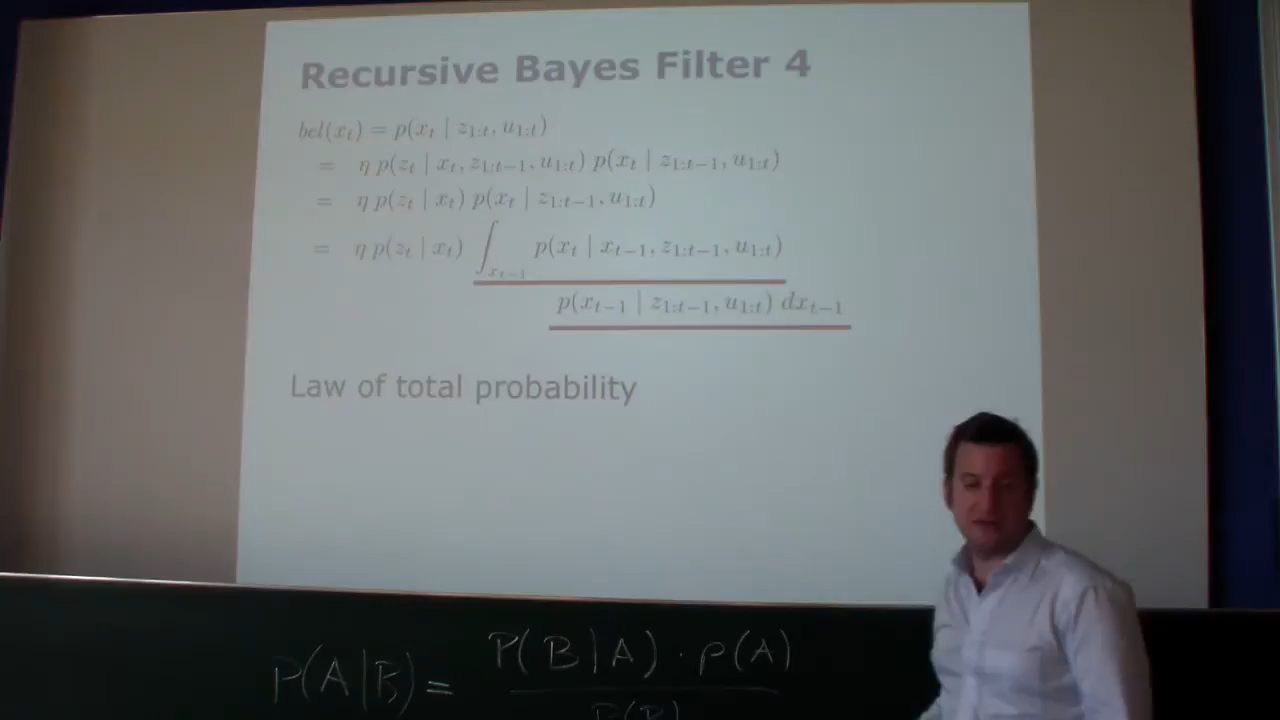 Recursive Bayes Filter 4
bel(x_t) = p(x_t | z_{1:t}, u_{1:t})
= η p(z_t | x_t, z_{1:t−1}, u_{1:t}) p(x_t | z_{1:t−1}, u_{1:t})
= η p(z_t | x_t) p(x_t | z_{1:t−1}, u_{1:t})
= η p(z_t | x_t) ∫_{x_{t−1}} p(x_t | x_{t−1}, z_{1:t−1}, u_{1:t})
p(x_{t−1} | z_{1:t−1}, u_{1:t}) dx_{t−1}
Law of total probability
P(A|B) = P(B|A) · p(A)
P(B)